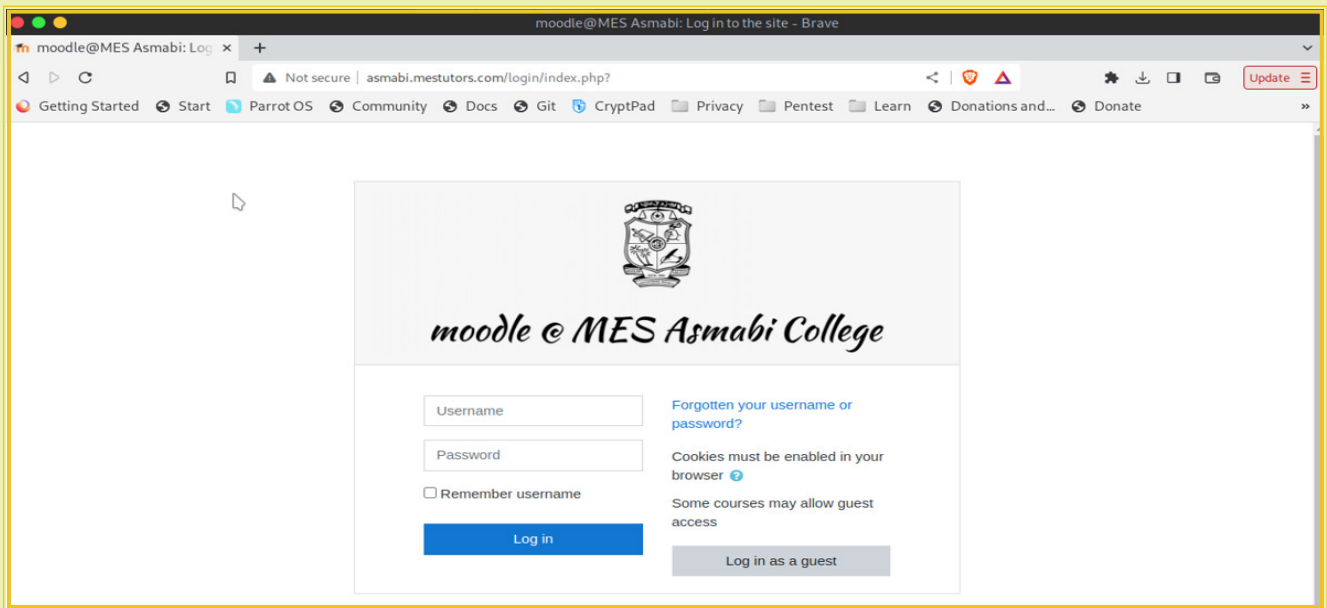 moodle@MES Asmabi: Log in to the site - Brave
moodle@MES Asmabi: Log
Not secure | asmabi.mestutors.com/login/index.php?
Update
Getting Started Start Parrot OS Community Docs Git CryptPad Privacy Pentest Learn Donations and... Donate
moodle @ MES Asmabi College
Username
Password
Remember username
Log in
Forgotten your username or
password?
Cookies must be enabled in your
browser
Some courses may allow guest
access
Log in as a guest